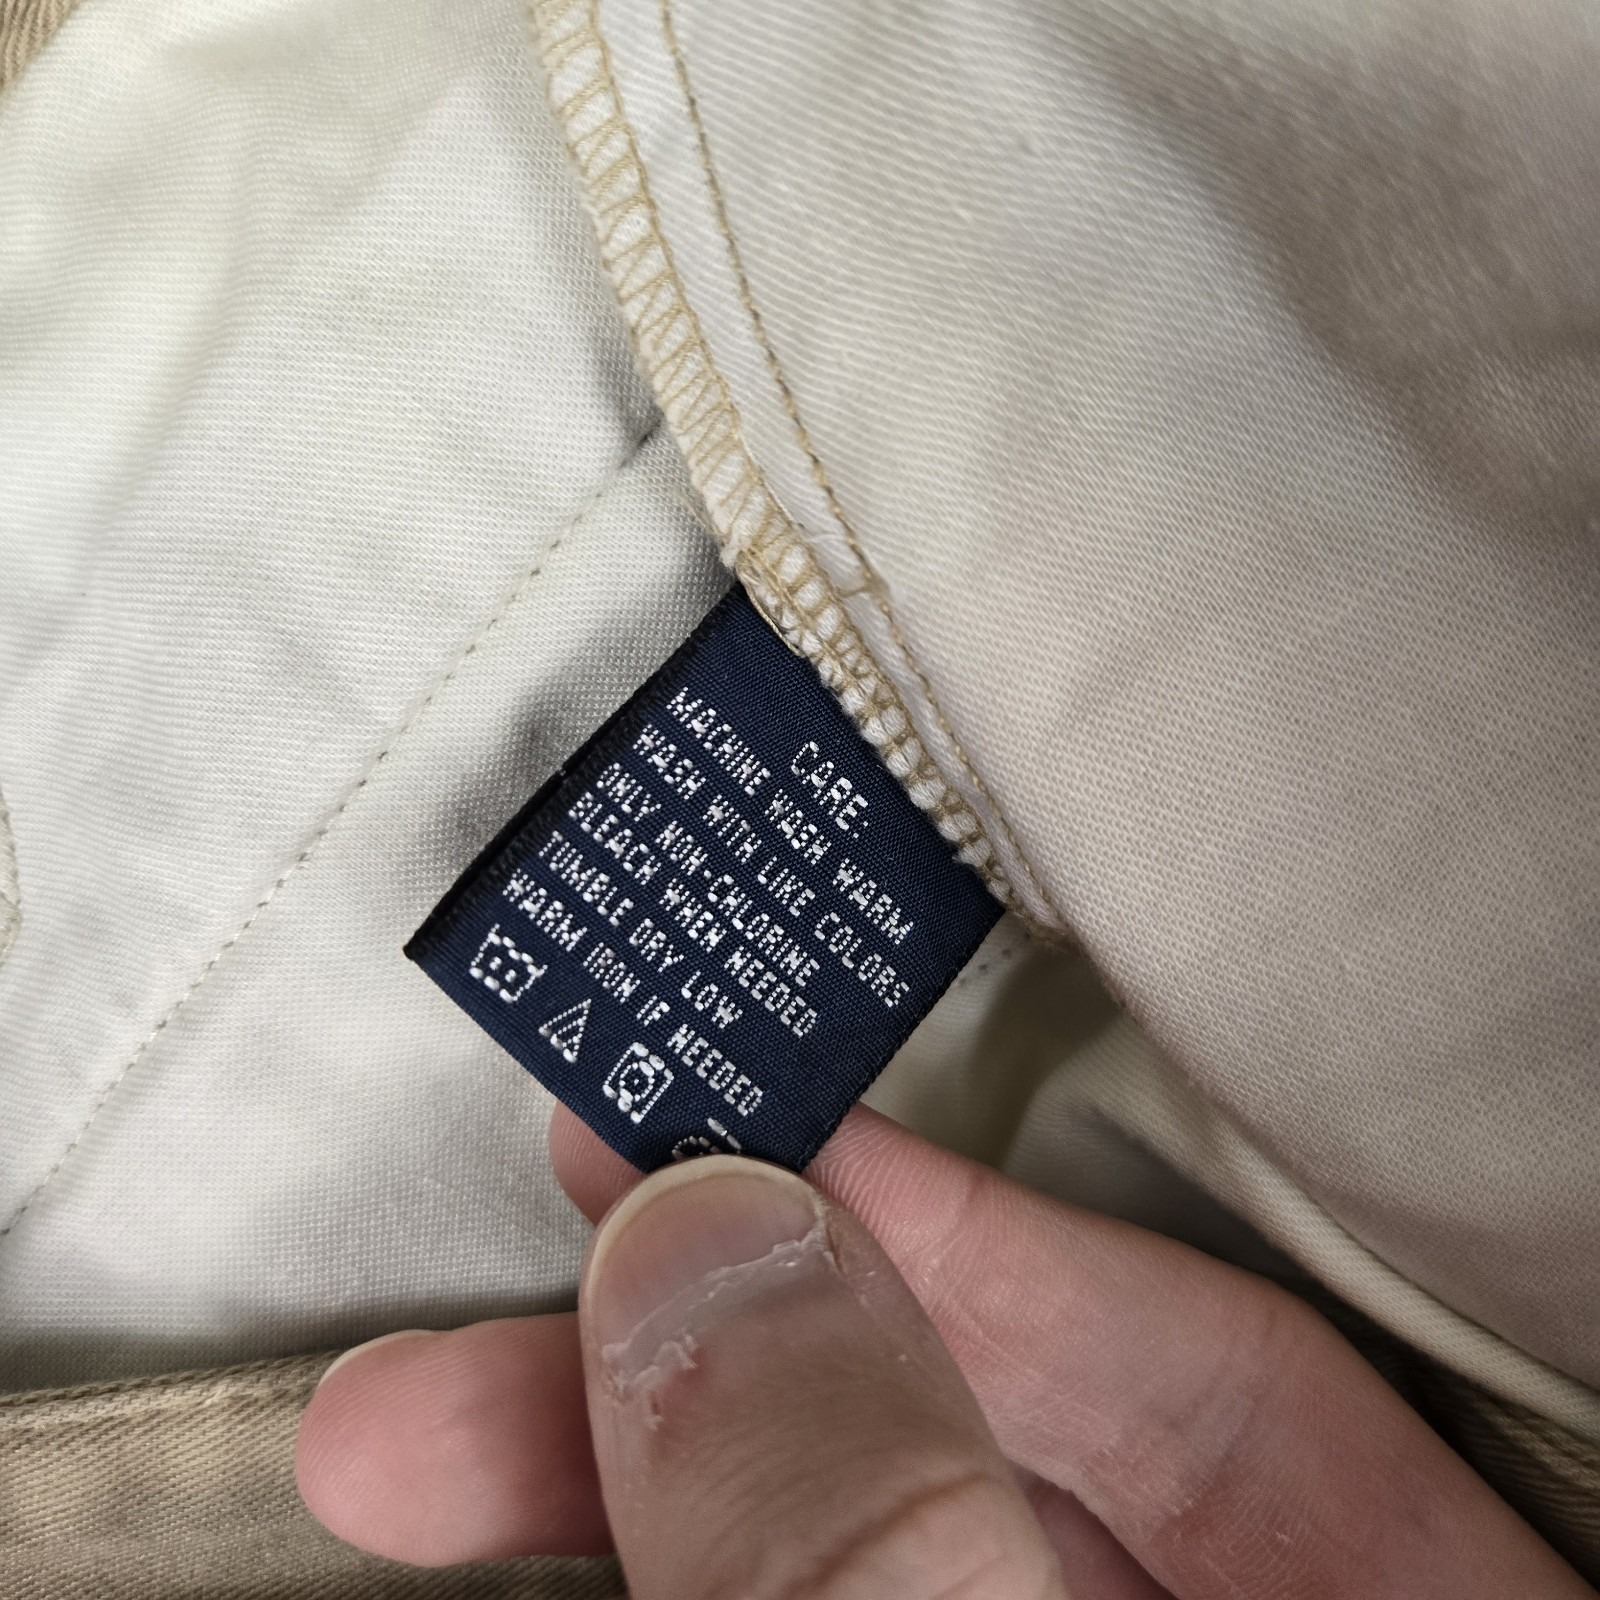 CARE:
MACHINE WASH WARM
WASH WITH LIKE COLORS
ONLY NON-CHLORINE
BLEACH WHEN NEEDED
TUMBLE DRY LOW
WARM IRON IF NEEDED